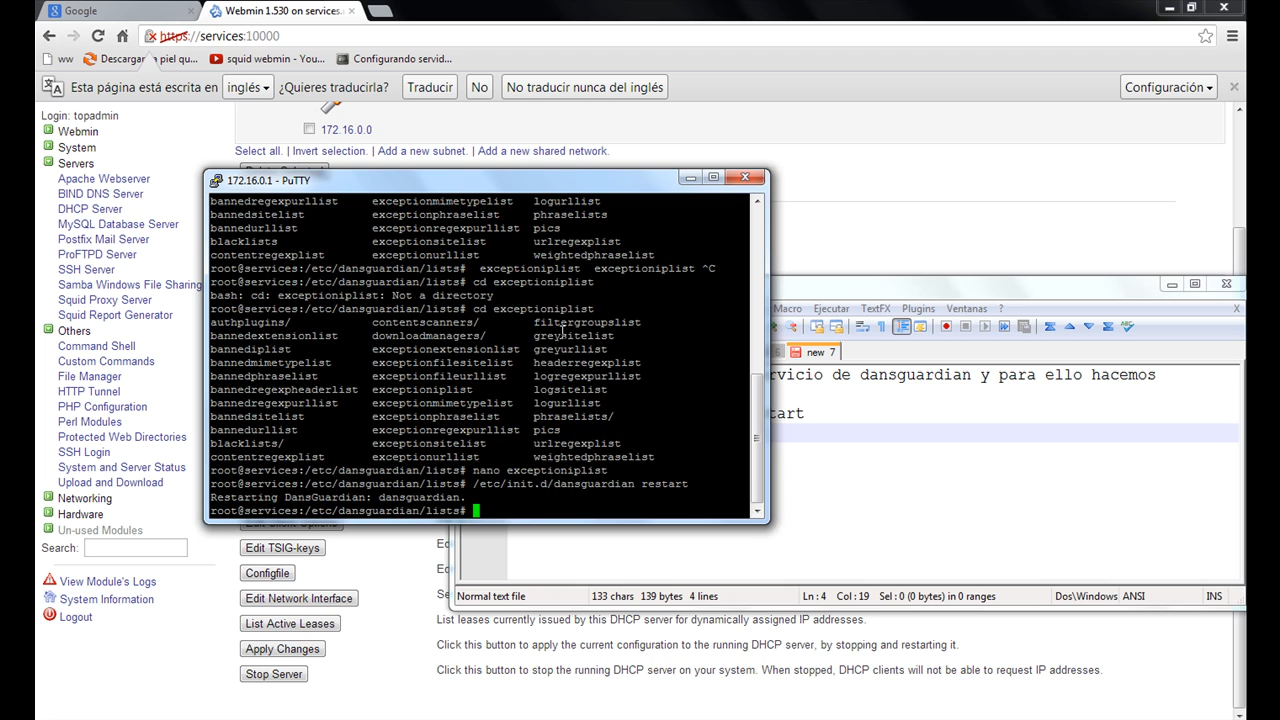 Google
Webmin 1.530 on services.
https://services:10000
ww
Descargar a piel qu...
squid webmin - You...
Configurando servid...
Esta página está escrita en
inglés
¿Quieres traducirla?
Traducir
No
No traducir nunca del inglés
Configuración
Login: topadmin
Webmin
System
Servers
Apache Webserver
BIND DNS Server
DHCP Server
MySQL Database Server
Postfix Mail Server
ProFTPD Server
SSH Server
Samba Windows File Sharing
Squid Proxy Server
Squid Report Generator
Others
Command Shell
Custom Commands
File Manager
HTTP Tunnel
PHP Configuration
Perl Modules
Protected Web Directories
SSH Login
System and Server Status
Upload and Download
Networking
Hardware
Un-used Modules
Search:
View Module's Logs
System Information
Logout
172.16.0.0
Select all. | Invert selection. | Add a new subnet. | Add a new shared network.
172.16.0.1 - PuTTY
bannedregexpurllist exceptionmimetypelist logurllist
bannedsitelist exceptionphraselist phraselists
bannedurllist exceptionregexpurllist pics
blacklists exceptionsitelist urlregexplist
contentregexplist exceptionurllist weightedphraselist
root@services:/etc/dansguardian/lists# exceptioniplist exceptioniplist ^C
root@services:/etc/dansguardian/lists# cd exceptioniplist
bash: cd: exceptioniplist: Not a directory
root@services:/etc/dansguardian/lists# cd exceptioniplist
authplugins/ contentscanners/ filtergroupslist
bannedextensionlist downloadmanagers/ greysitelist
bannediplist exceptionextensionlist greyurllist
bannedmimetypelist exceptionfilesitelist headerregexplist
bannedphraselist exceptionfileurllist logregexpurllist
bannedregexpheaderlist exceptioniplist logsitelist
bannedregexpurllist exceptionmimetypelist logurllist
bannedsitelist exceptionphraselist phraselists/
bannedurllist exceptionregexpurllist pics
blacklists/ exceptionsitelist urlregexplist
contentregexplist exceptionurllist weightedphraselist
root@services:/etc/dansguardian/lists# nano exceptioniplist
root@services:/etc/dansguardian/lists# /etc/init.d/dansguardian restart
Restarting DansGuardian: dansguardian.
root@services:/etc/dansguardian/lists#
Macro Ejecutar TextFX Plugins Ventanas ?
new 7
rvicio de dansguardian y para ello hacemos
tart
Normal text file
133 chars 139 bytes 4 lines
Ln : 4 Col : 19 Sel : 0 (0 bytes) in 0 ranges
Dos\Windows
ANSI
INS
Edit TSIG-keys
Configfile
Edit Network Interface
List Active Leases
List leases currently issued by this DHCP server for dynamically assigned IP addresses.
Apply Changes
Click this button to apply the current configuration to the running DHCP server, by stopping and restarting it.
Stop Server
Click this button to stop the running DHCP server on your system. When stopped, DHCP clients will not be able to request IP addresses.